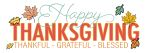 Happy
THANKSGIVING
THANKFUL - GRATEFUL - BLESSED